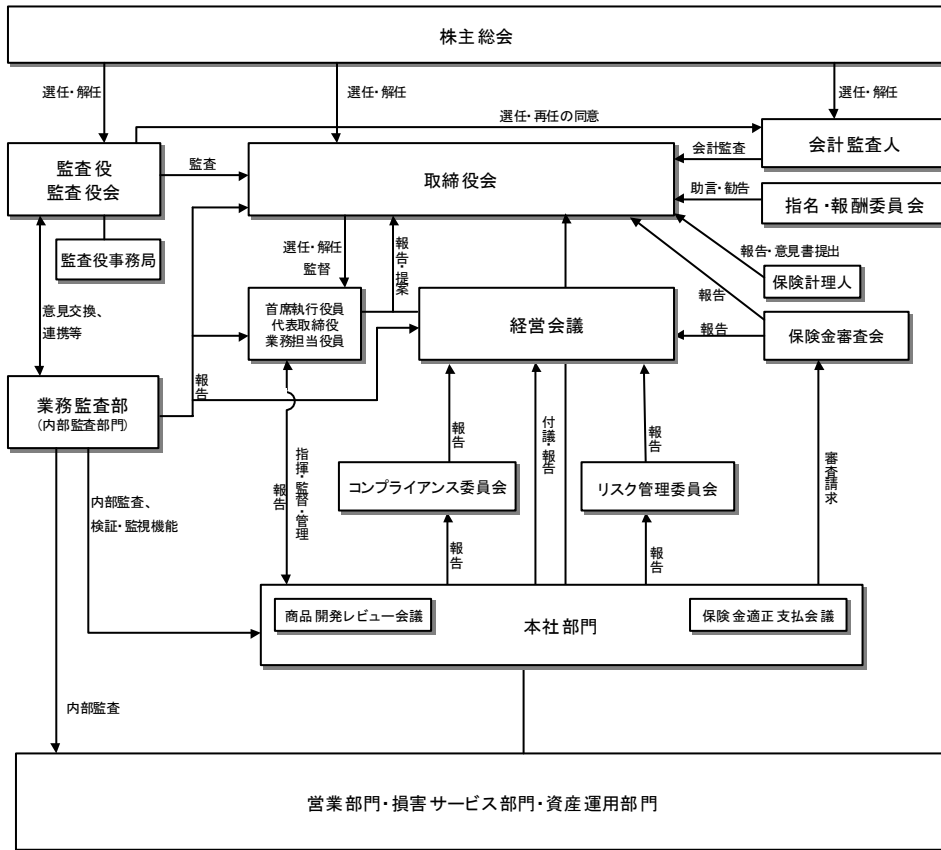 株主総会
選任・解任
選任・解任
選任・解任
選任・再任の同意
監査役
監査役会
監査
取締役会
会計監査
会計監査人
助言・勧告
指名・報酬委員会
監査役事務局
選任・解任
監督
報告・提案
報告・意見書提出
保険計理人
意見交換、
連携等
首席執行役員
代表取締役
業務担当役員
経営会議
報告
報告
保険金審査会
業務監査部
(内部監査部門)
報告
報告
付議・報告
報告
審査請求
指揮・監督・管理
報告
コンプライアンス委員会
リスク管理委員会
内部監査、
検証・監視機能
報告
報告
商品開発レビュー会議
本社部門
保険金適正支払会議
内部監査
営業部門・損害サービス部門・資産運用部門